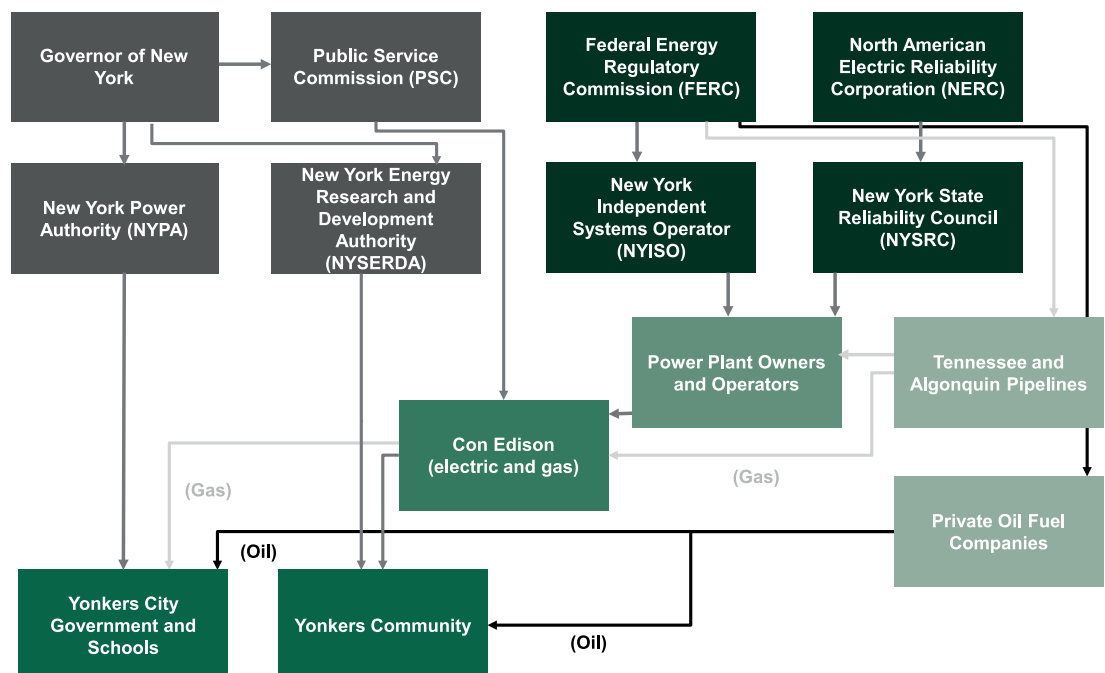 Governor of New
York
Public Service
Commission (PSC)
Federal Energy
Regulatory
Commission (FERC)
North American
Electric Reliability
Corporation (NERC)
New York Power
Authority (NYPA)
New York Energy
Research and
Development
Authority
(NYSERDA)
New York
Independent
Systems Operator
(NYISO)
New York State
Reliability Council
(NYSRC)
Power Plant Owners
and Operators
Tennessee and
Algonquin Pipelines
Con Edison
(electric and gas)
(Gas)
(Gas)
Private Oil Fuel
Companies
(Oil)
Yonkers City
Government and
Schools
Yonkers Community
(Oil)